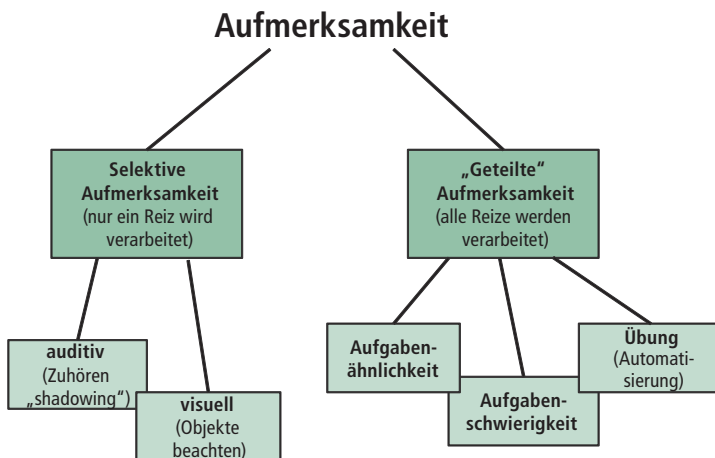 Aufmerksamkeit
Selektive
Aufmerksamkeit
(nur ein Reiz wird
verarbeitet)
„Geteilte“
Aufmerksamkeit
(alle Reize werden
verarbeitet)
auditiv
(Zuhören
„shadowing“)
visuell
(Objekte
beachten)
Aufgaben-
ähnlichkeit
Aufgaben-
schwierigkeit
Übung
(Automati-
sierung)